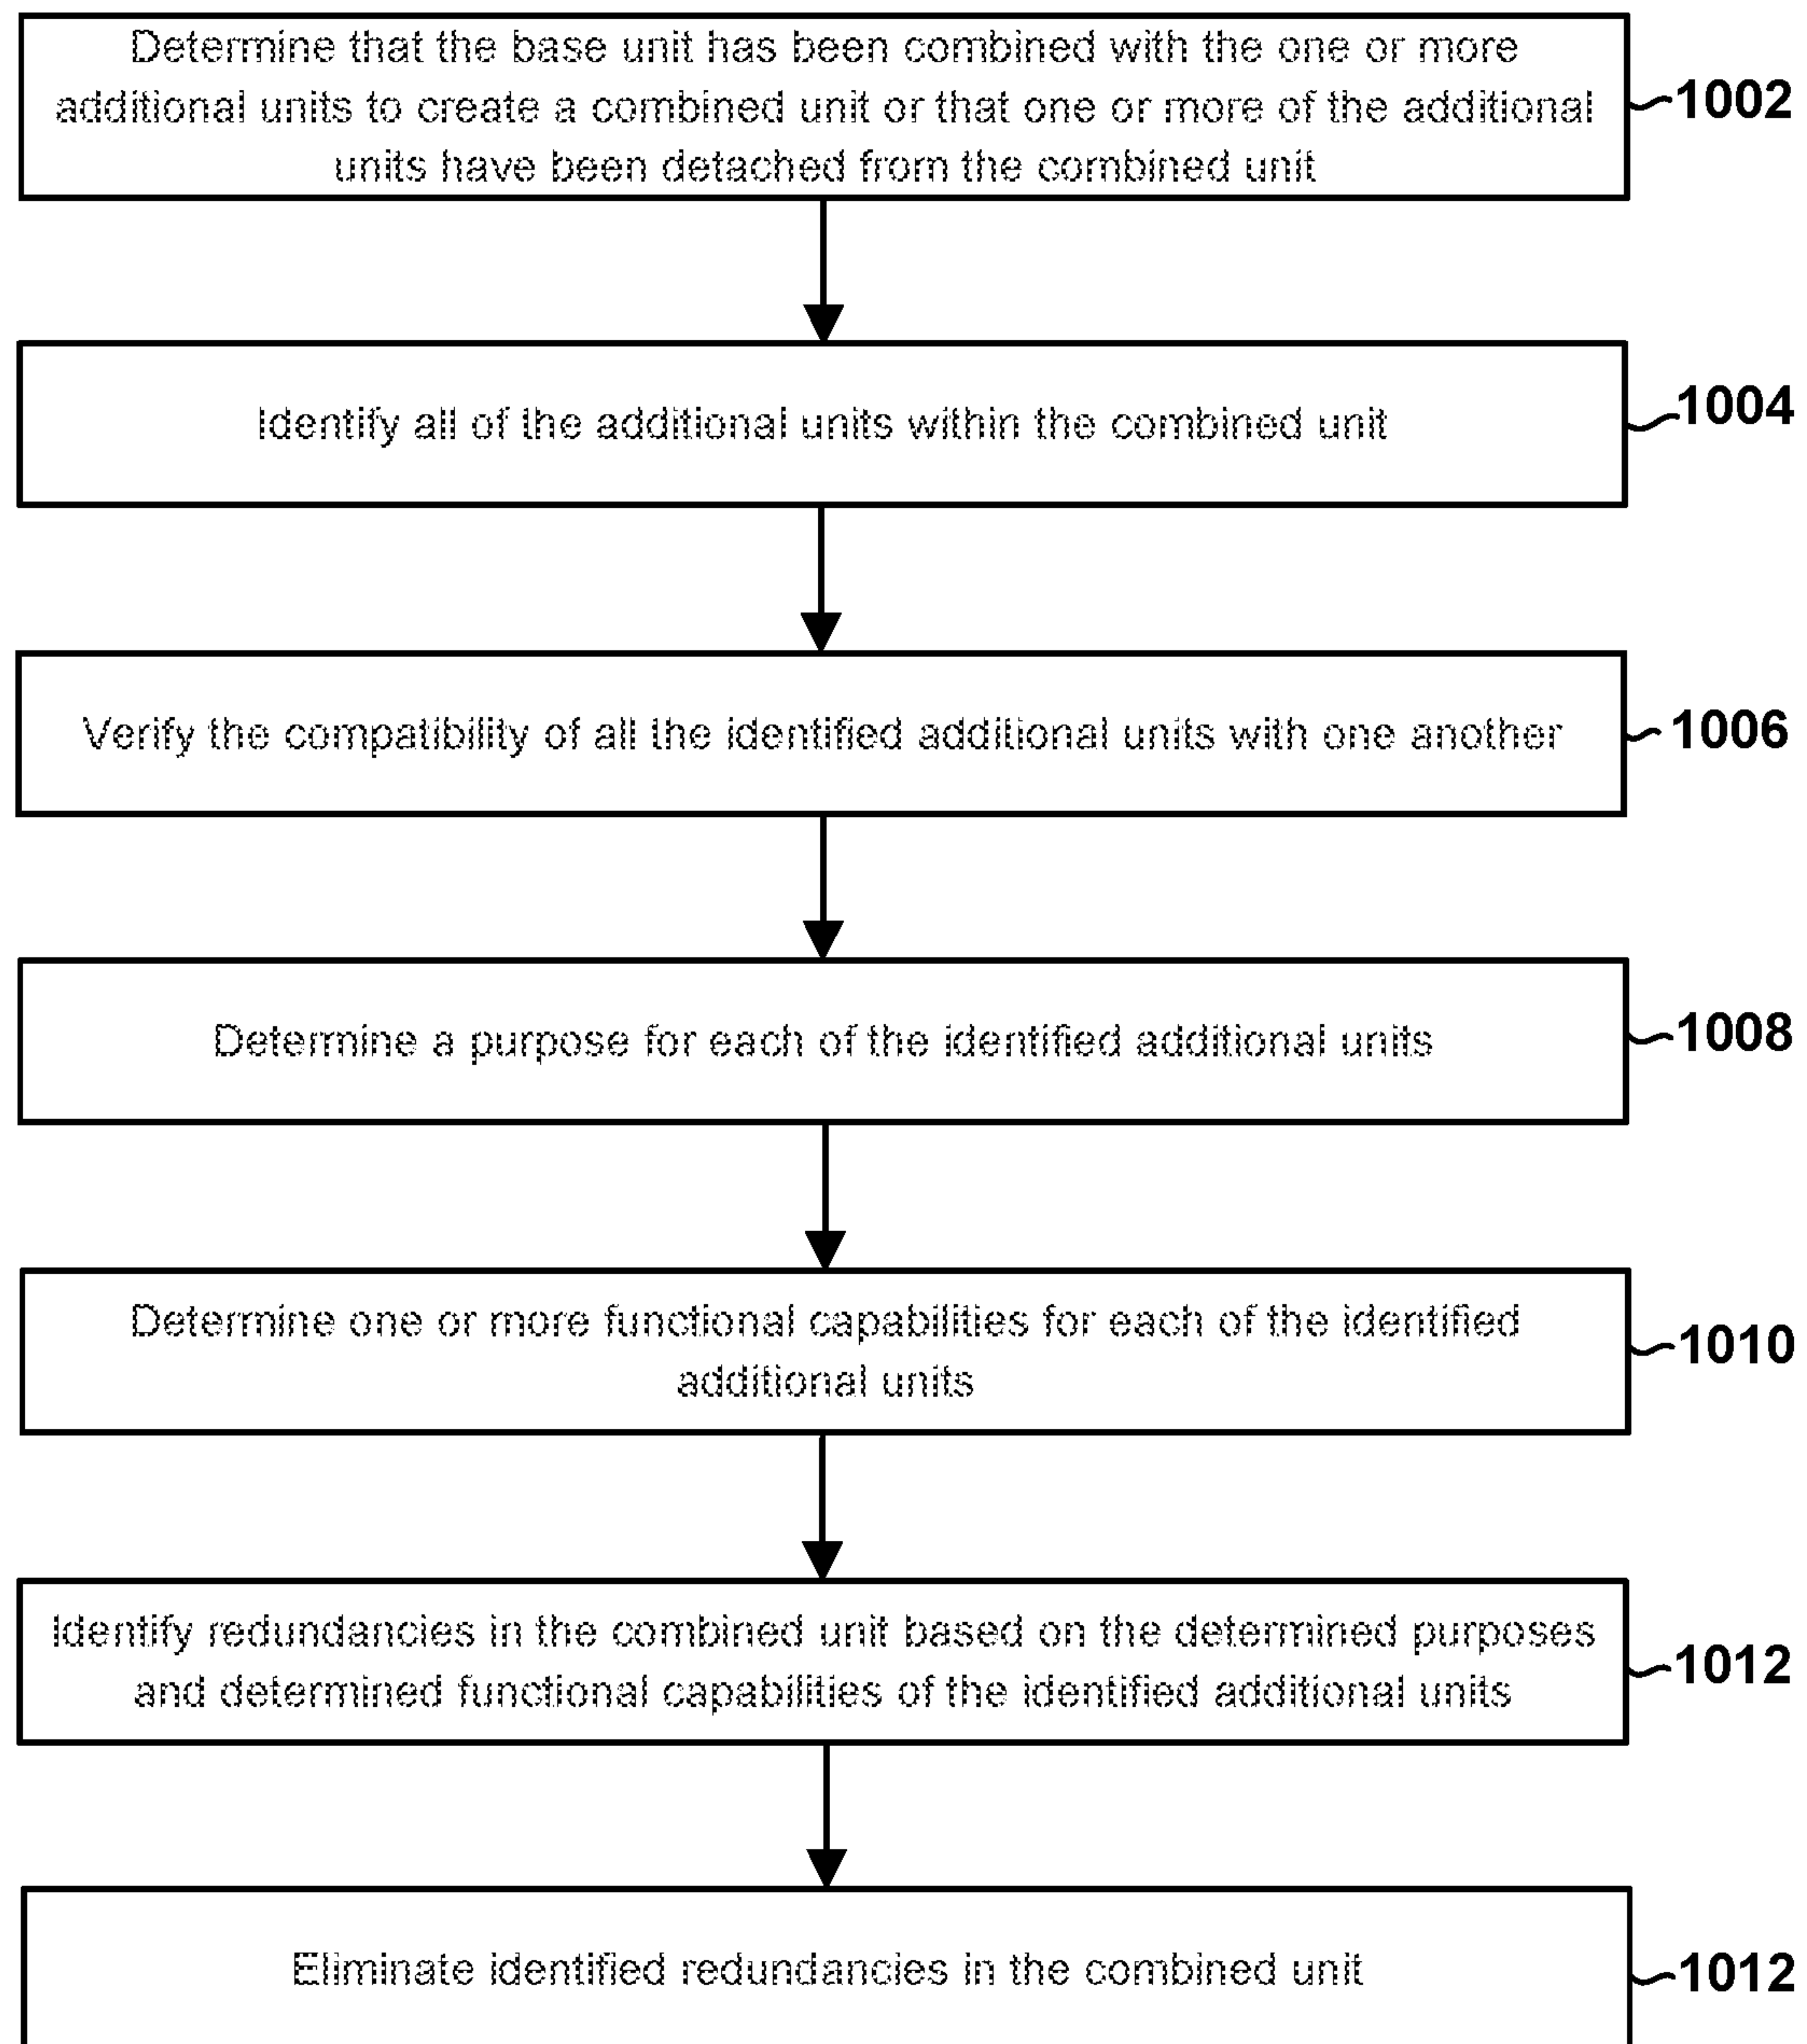 Determine that the base unit has been combined with the one or more
additional units to create a combined unit or that one or more of the additional
units have been detached from the combined unit
1002
Identify all of the additional units within the combined unit
1004
Verify the compatibility of all the identified additional units with one another
1006
Determine a purpose for each of the identified additional units
1008
Determine one or more functional capabilities for each of the identified
additional units
1010
Identify redundancies in the combined unit based on the determined purposes
and determined functional capabilities of the identified additional units
1012
Eliminate identified redundancies in the combined unit
1012